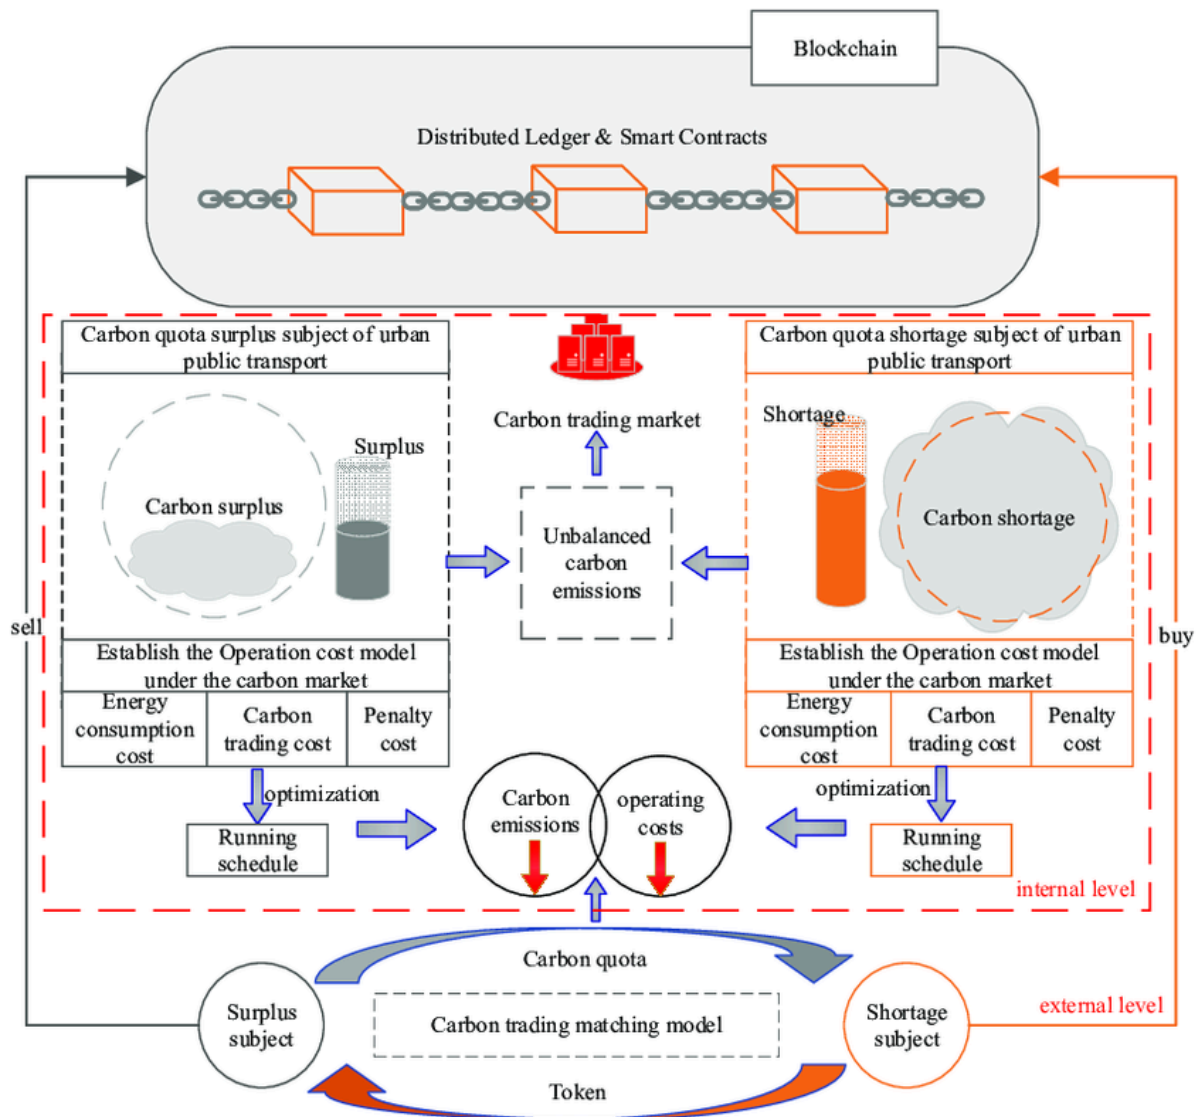 Blockchain
Distributed Ledger & Smart Contracts
Carbon quota surplus subject of urban
public transport
Carbon quota shortage subject of urban
public transport
Carbon trading market
Surplus
Carbon surplus
Shortage
Carbon shortage
Unbalanced
carbon
emissions
sell
buy
Establish the Operation cost model
under the carbon market
Energy
consumption
cost
Carbon
trading cost
Penalty
cost
Establish the Operation cost model
under the carbon market
Energy
consumption
cost
Carbon
trading cost
Penalty
cost
optimization
Running
schedule
Carbon
emissions
operating
costs
optimization
Running
schedule
internal level
Carbon quota
Surplus
subject
Carbon trading matching model
Shortage
subject
external level
Token